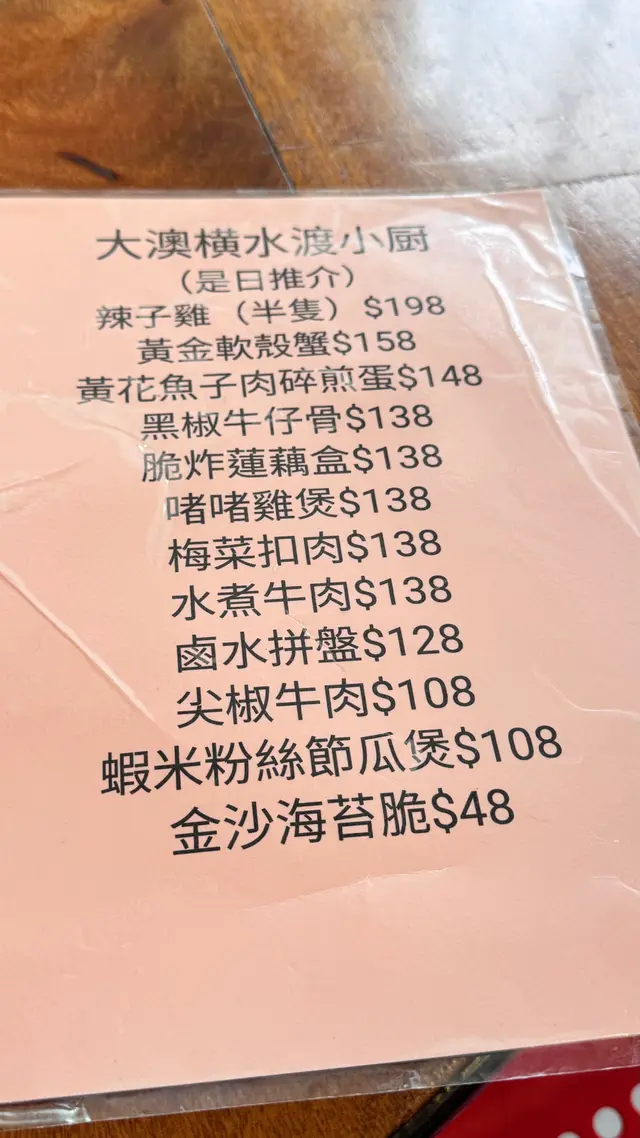 大澳橫水渡小厨
（是日推介）
辣子雞（半隻）$198
黃金軟殼蟹$158
黃花魚子肉碎煎蛋$148
黑椒牛仔骨$138
脆炸蓮藕盒$138
啫啫雞煲$138
梅菜扣肉$138
水煮牛肉$138
鹵水拼盤$128
尖椒牛肉$108
蝦米粉絲節瓜煲$108
金沙海苔脆$48